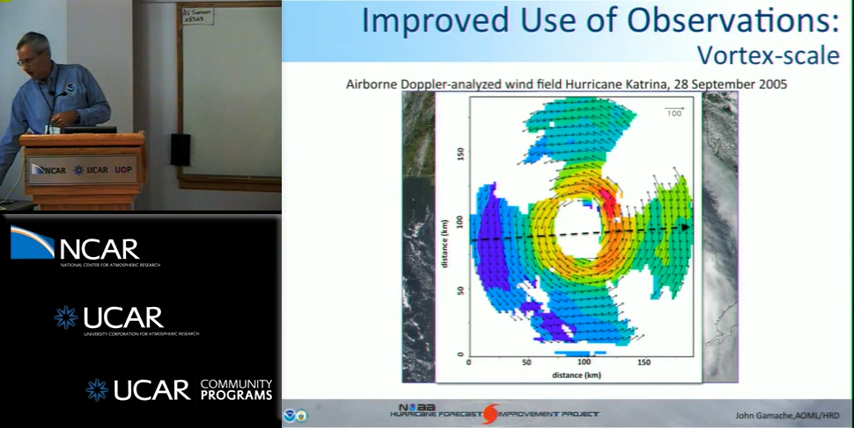 Improved Use of Observations:
Vortex-scale
Airborne Doppler-analyzed wind field Hurricane Katrina, 28 September 2005
100
150
100
50
0
distance (km)
0
50
100
150
distance (km)
NCAR
UCAR
UOP
NCAR
NATIONAL CENTER FOR ATMOSPHERIC RESEARCH
UCAR
UNIVERSITY CORPORATION FOR ATMOSPHERIC RESEARCH
UCAR COMMUNITY
PROGRAMS
NOAA
HURRICANE FORECAST IMPROVEMENT PROJECT
John Gamache,AOML/HRD